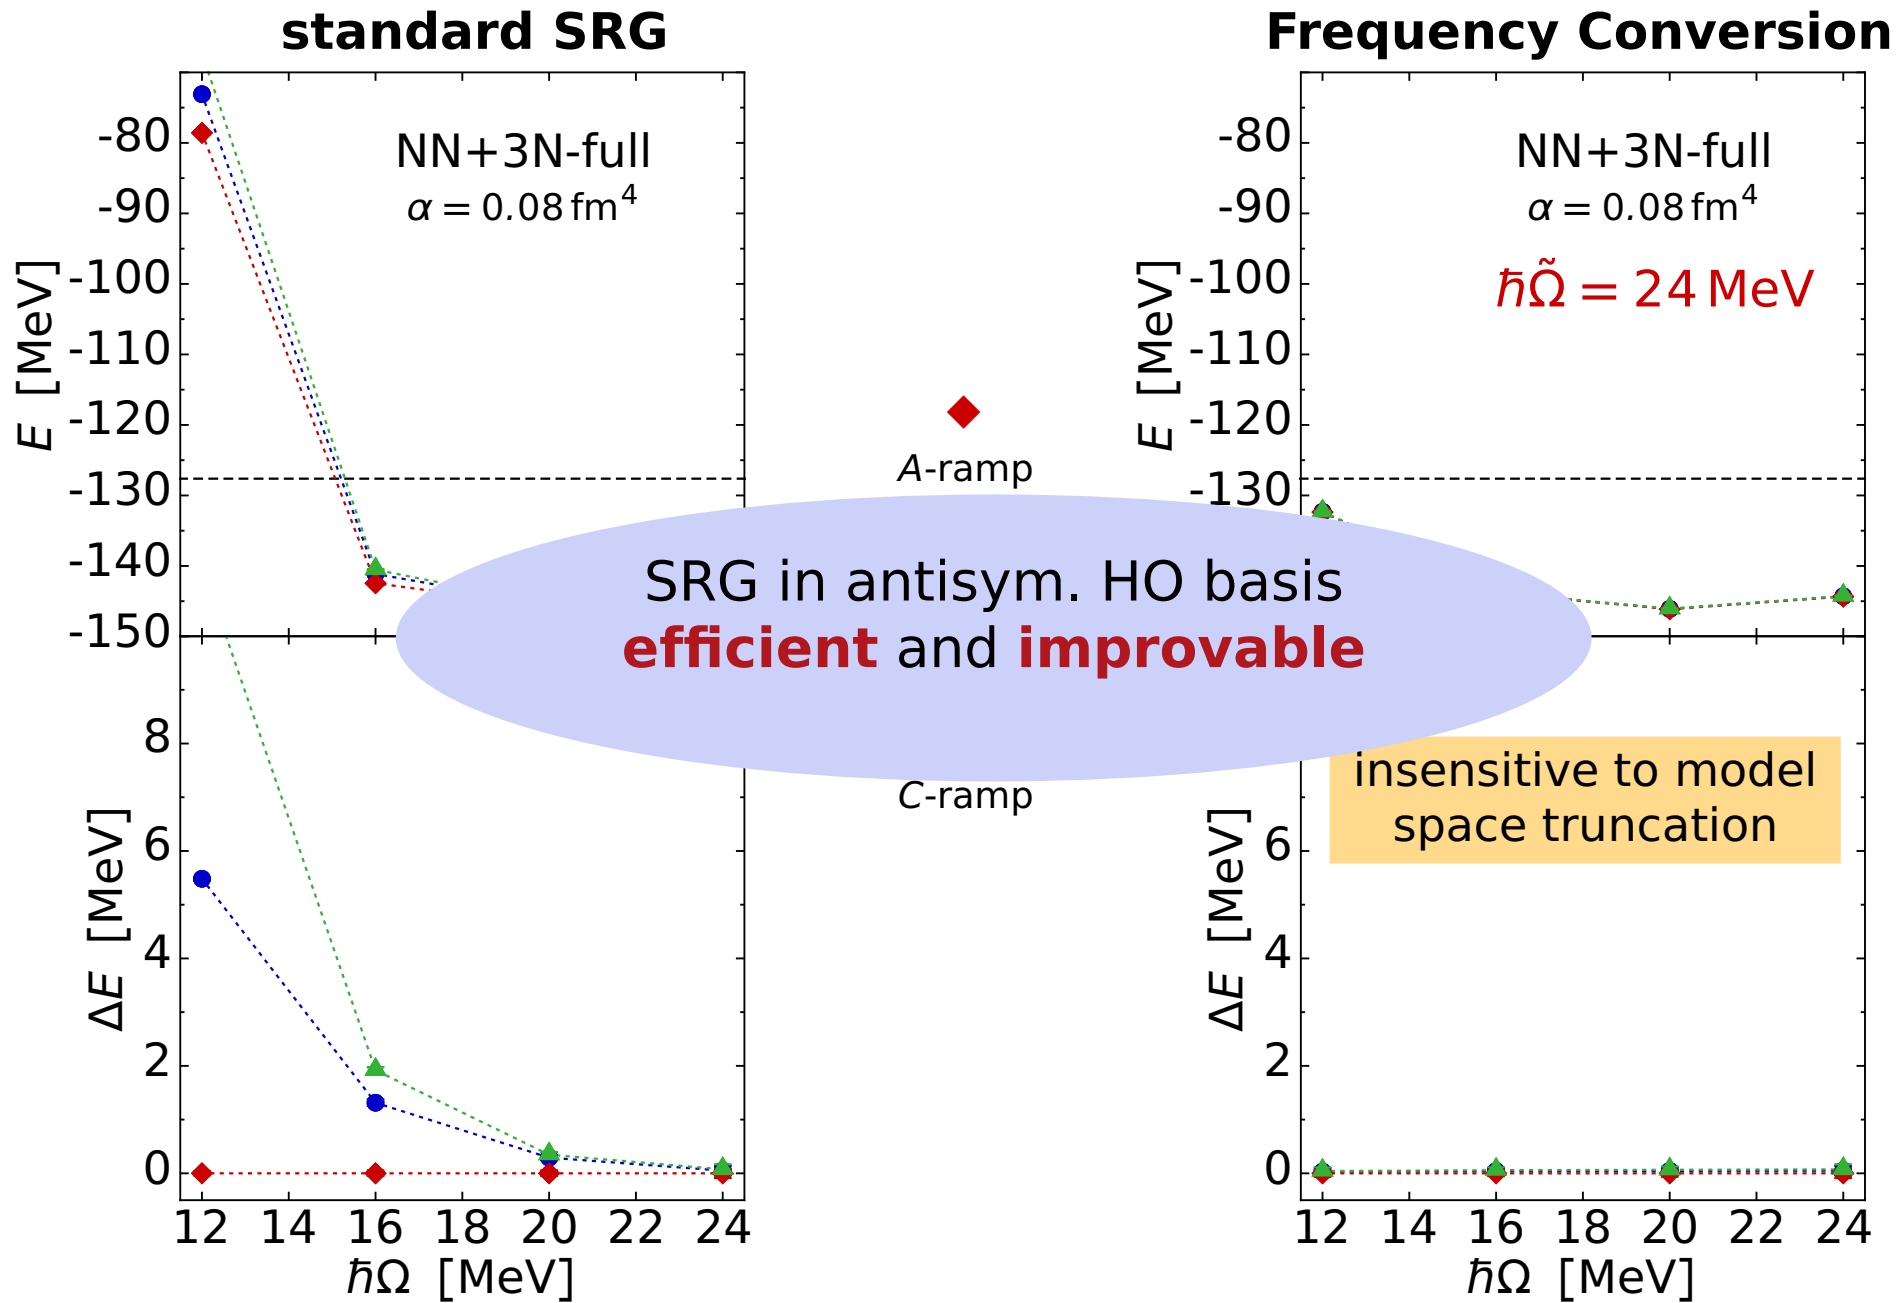 standard SRG
Frequency Conversion
NN+3N-full
α = 0.08 fm⁴
E [MeV]
-80
-90
-100
-110
-120
-130
-140
-150
ΔE [MeV]
8
6
4
2
0
12 14 16 18 20 22 24
ħΩ [MeV]
A-ramp
SRG in antisym. HO basis
efficient and improvable
C-ramp
NN+3N-full
α = 0.08 fm⁴
ħΩ̃ = 24 MeV
E [MeV]
-80
-90
-100
-110
-120
-130
insensitive to model
space truncation
ΔE [MeV]
6
4
2
0
12 14 16 18 20 22 24
ħΩ [MeV]